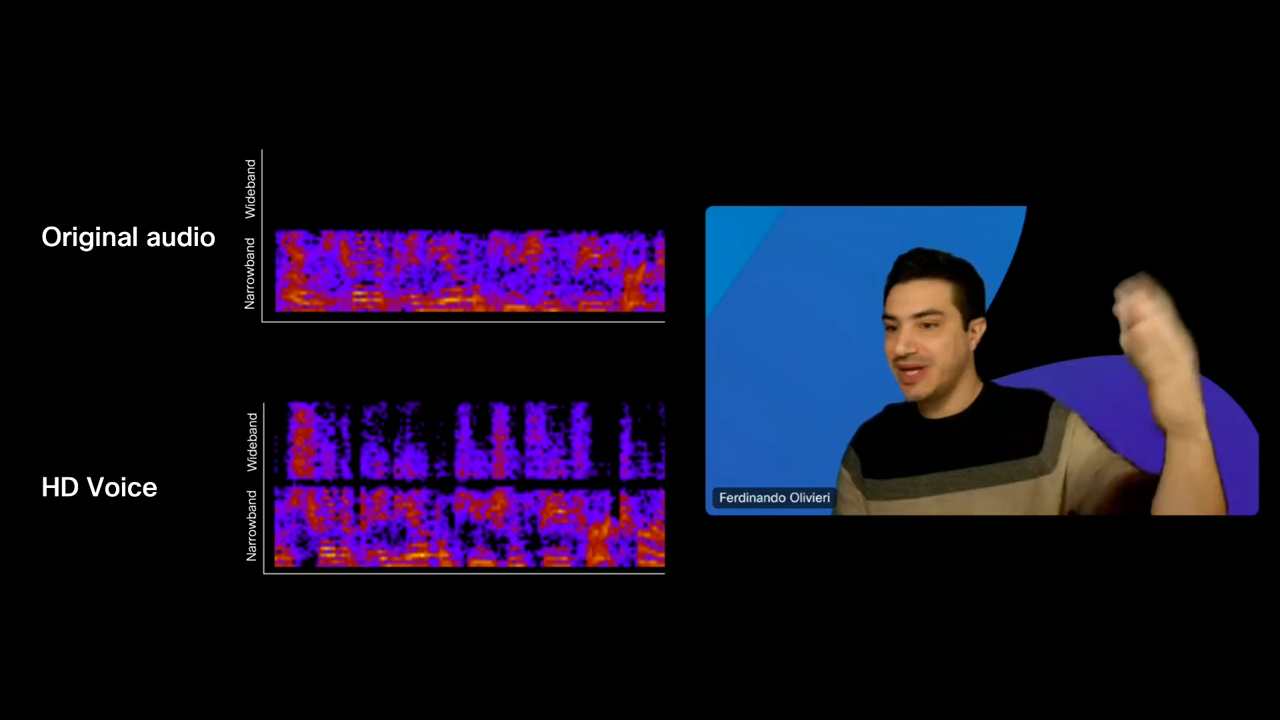 Original audio
Wideband
Narrowband
HD Voice
Wideband
Narrowband
Ferdinando Olivieri